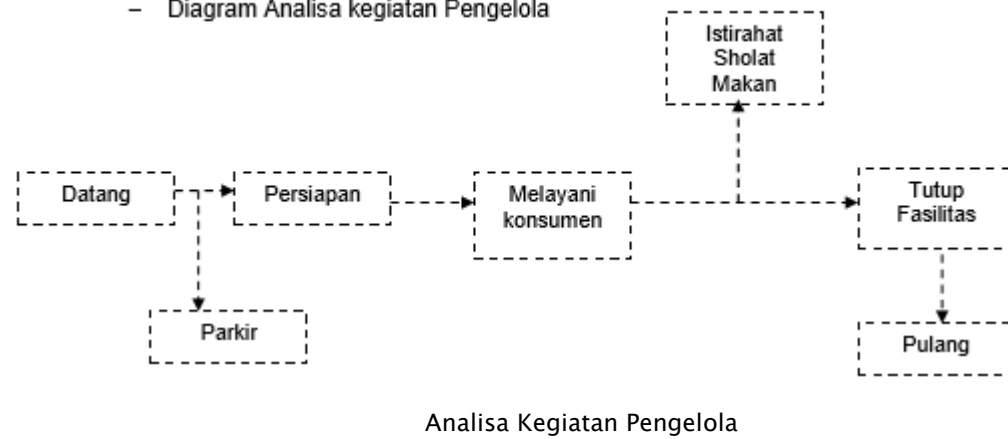 – Diagram Analisa kegiatan Pengelola
Istirahat
Sholat
Makan
Datang
Persiapan
Melayani
konsumen
Tutup
Fasilitas
Parkir
Pulang
Analisa Kegiatan Pengelola